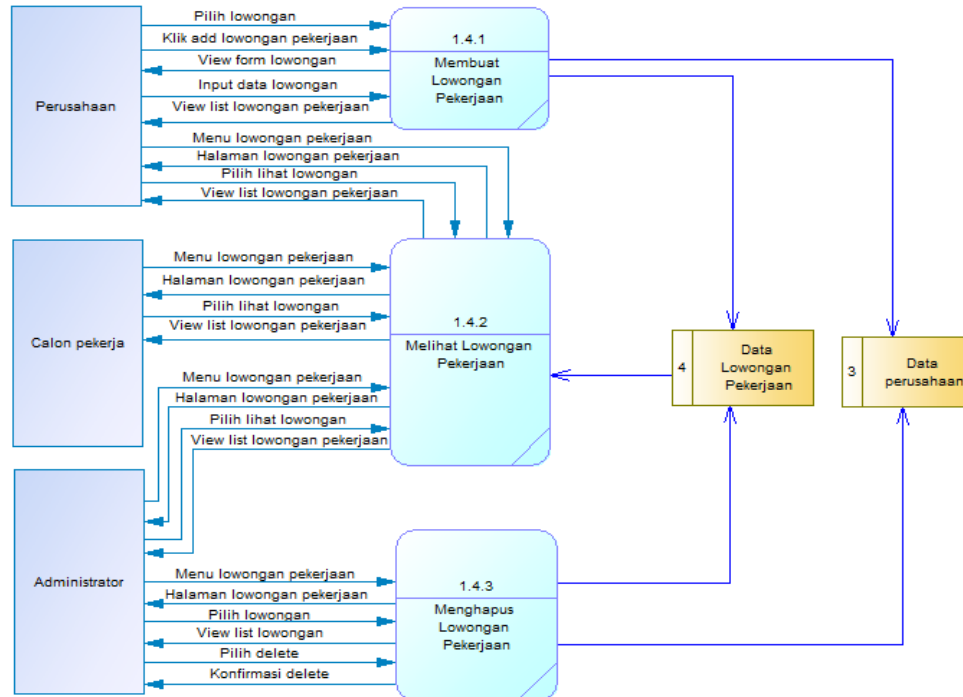 Perusahaan
Pilih lowongan
Klik add lowongan pekerjaan
View form lowongan
Input data lowongan
View list lowongan pekerjaan
Menu lowongan pekerjaan
Halaman lowongan pekerjaan
Pilih lihat lowongan
View list lowongan pekerjaan
1.4.1
Membuat
Lowongan
Pekerjaan
Calon pekerja
Menu lowongan pekerjaan
Halaman lowongan pekerjaan
Pilih lihat lowongan
View list lowongan pekerjaan
1.4.2
Melihat Lowongan
Pekerjaan
4
Data
Lowongan
Pekerjaan
3
Data
perusahaan
Menu lowongan pekerjaan
Halaman lowongan pekerjaan
Pilih lihat lowongan
View list lowongan pekerjaan
Administrator
Menu lowongan pekerjaan
Halaman lowongan pekerjaan
Pilih lowongan
View list lowongan
Pilih delete
Konfirmasi delete
1.4.3
Menghapus
Lowongan
Pekerjaan